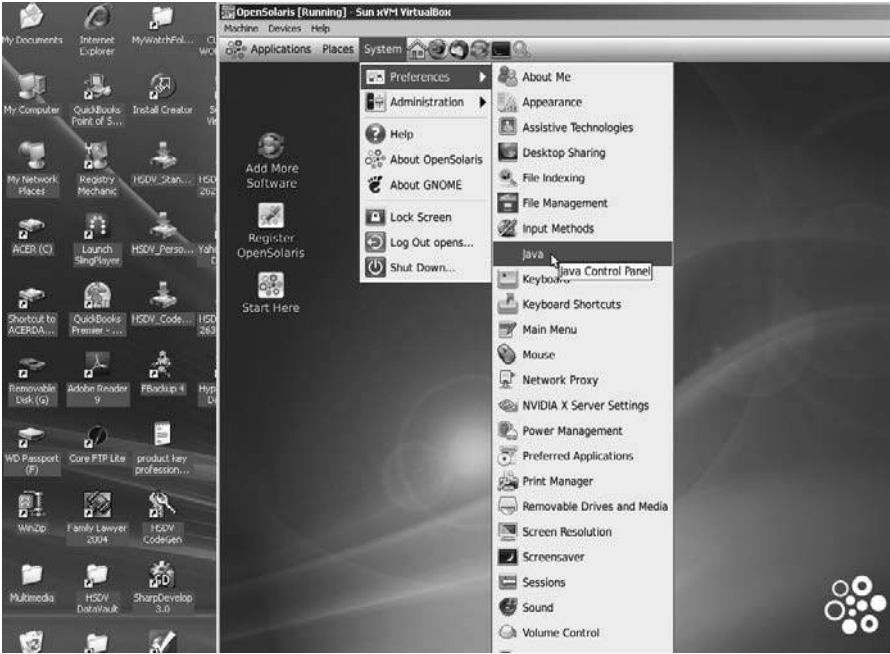 My Documents
Internet Explorer
MyWatchFol...
My Computer
QuickBooks Point of S...
Install Creator
My Network Places
Registry Mechanic
HSDV_Stan...
ACER (C)
Launch SlingPlayer
HSDV_Perso...
Shortcut to ACERDA...
QuickBooks Premier - ...
HSDV_Code...
Removable Disk (G)
Adobe Reader 9
FBackup 4
WD Passport (F)
Core FTP Lite
product key profession...
WinZip
Family Lawyer 2004
HSDV CodeGen
Multimedia
HSDV DataVault
SharpDevelop 3.0
OpenSolaris [Running] - Sun xVM VirtualBox
Machine Devices Help
Applications Places System
Add More Software
Register OpenSolaris
Start Here
Preferences
Administration
Help
About OpenSolaris
About GNOME
Lock Screen
Log Out opens...
Shut Down...
About Me
Appearance
Assistive Technologies
Desktop Sharing
File Indexing
File Management
Input Methods
Java
Java Control Panel
Keyboard
Keyboard Shortcuts
Main Menu
Mouse
Network Proxy
NVIDIA X Server Settings
Power Management
Preferred Applications
Print Manager
Removable Drives and Media
Screen Resolution
Screensaver
Sessions
Sound
Volume Control